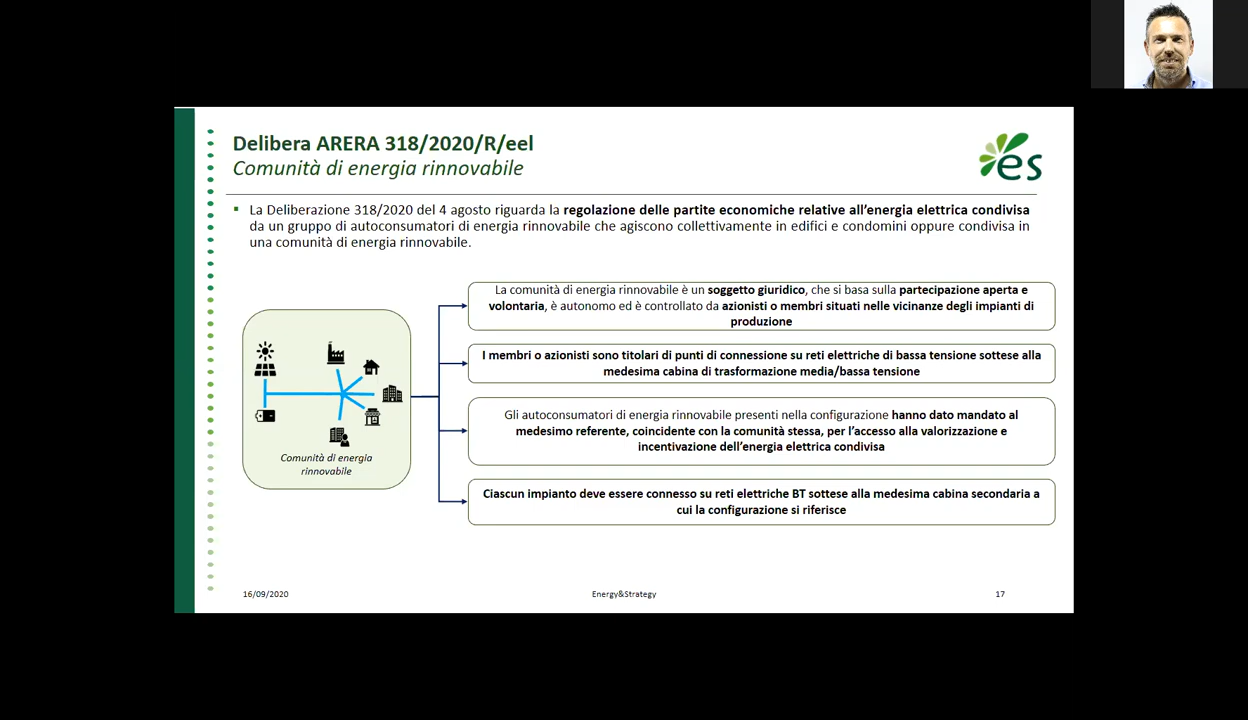 Delibera ARERA 318/2020/R/eel
Comunità di energia rinnovabile
es
▪ La Deliberazione 318/2020 del 4 agosto riguarda la regolazione delle partite economiche relative all'energia elettrica condivisa
da un gruppo di autoconsumatori di energia rinnovabile che agiscono collettivamente in edifici e condomini oppure condivisa in
una comunità di energia rinnovabile.
La comunità di energia rinnovabile è un soggetto giuridico, che si basa sulla partecipazione aperta e
volontaria, è autonomo ed è controllato da azionisti o membri situati nelle vicinanze degli impianti di
produzione
I membri o azionisti sono titolari di punti di connessione su reti elettriche di bassa tensione sottese alla
medesima cabina di trasformazione media/bassa tensione
Gli autoconsumatori di energia rinnovabile presenti nella configurazione hanno dato mandato al
medesimo referente, coincidente con la comunità stessa, per l'accesso alla valorizzazione e
incentivazione dell'energia elettrica condivisa
Ciascun impianto deve essere connesso su reti elettriche BT sottese alla medesima cabina secondaria a
cui la configurazione si riferisce
Comunità di energia
rinnovabile
16/09/2020
Energy&Strategy
17